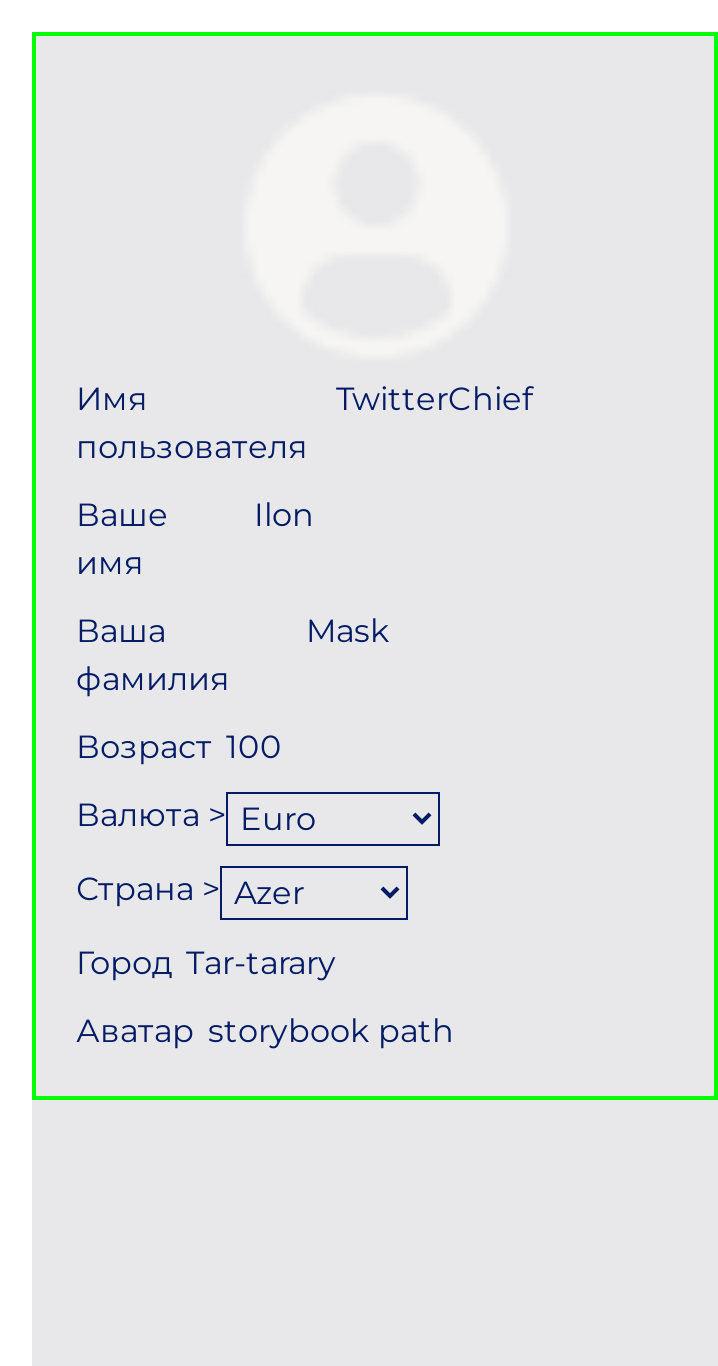 Имя TwitterChief
пользователя
Ваше Ilon
имя
Ваша Mask
фамилия
Возраст 100
Валюта > Euro
Страна > Azer
Город Tar-tarary
Аватар storybook path